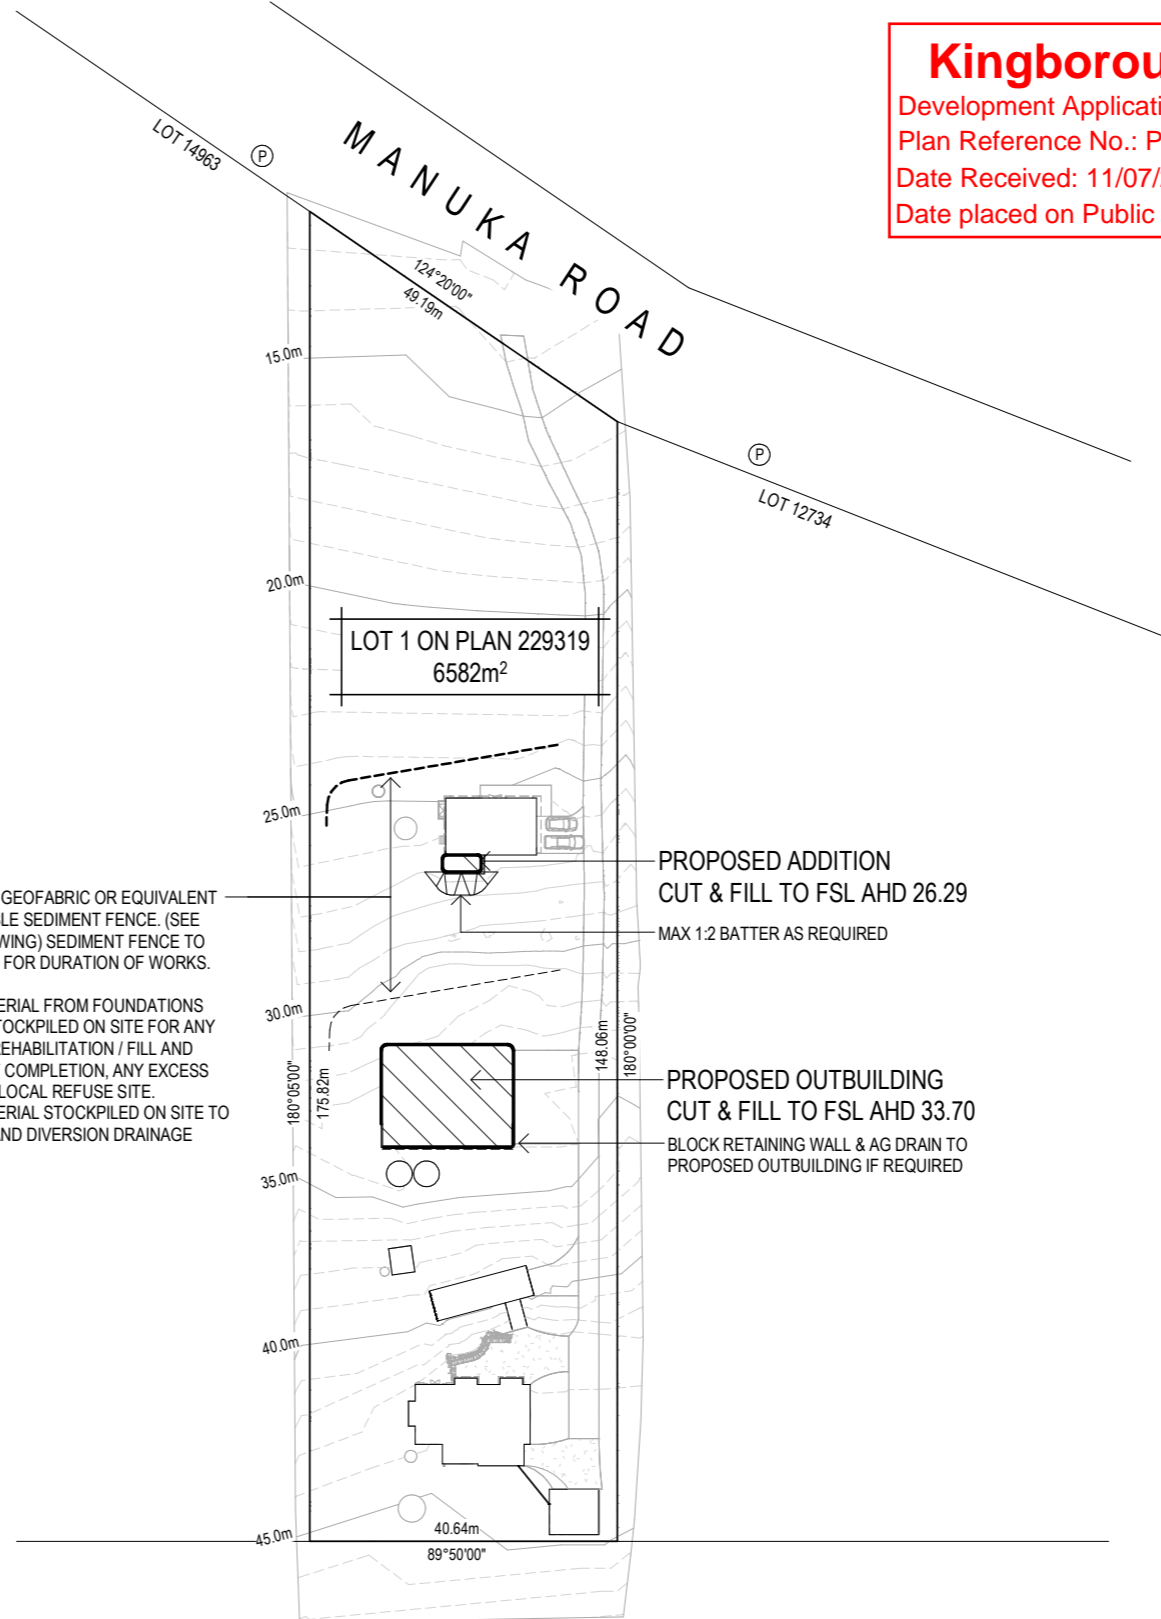 Kingborou
Development Applicati
Plan Reference No.: P
Date Received: 11/07/
Date placed on Public
LOT 14963
P
MANUKA ROAD
124°20'00"
49.19m
15.0m
P
LOT 12734
20.0m
LOT 1 ON PLAN 229319
6582m²
25.0m
PROPOSED ADDITION
CUT & FILL TO FSL AHD 26.29
MAX 1:2 BATTER AS REQUIRED
GEOFABRIC OR EQUIVALENT
BLE SEDIMENT FENCE. (SEE
WING) SEDIMENT FENCE TO
FOR DURATION OF WORKS.
ERIAL FROM FOUNDATIONS
TOCKPILED ON SITE FOR ANY
REHABILITATION / FILL AND
COMPLETION, ANY EXCESS
LOCAL REFUSE SITE.
ERIAL STOCKPILED ON SITE TO
AND DIVERSION DRAINAGE
30.0m
180°05'00"
175.82m
148.06m
180°00'00"
PROPOSED OUTBUILDING
CUT & FILL TO FSL AHD 33.70
BLOCK RETAINING WALL & AG DRAIN TO
PROPOSED OUTBUILDING IF REQUIRED
35.0m
40.0m
45.0m
40.64m
89°50'00"